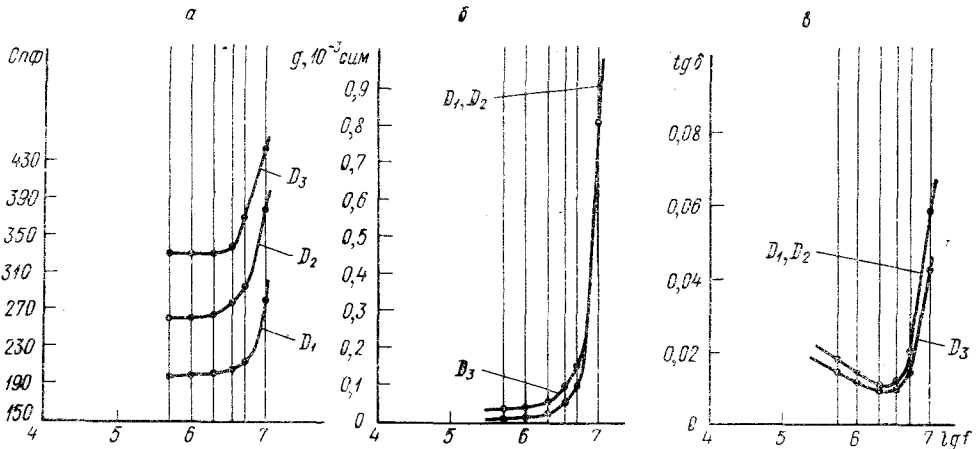 а
б
в
Cпф
430
390
350
310
270
230
190
150
4
5
6
7
D₃
D₂
D₁
g, 10⁻³ сим
0,9
0,8
0,7
0,6
0,5
0,4
0,3
0,2
0,1
0
4
5
6
7
D₁, D₂
D₃
tg δ
0,08
0,06
0,04
0,02
0
4
5
6
7
lg f
D₁, D₂
D₃